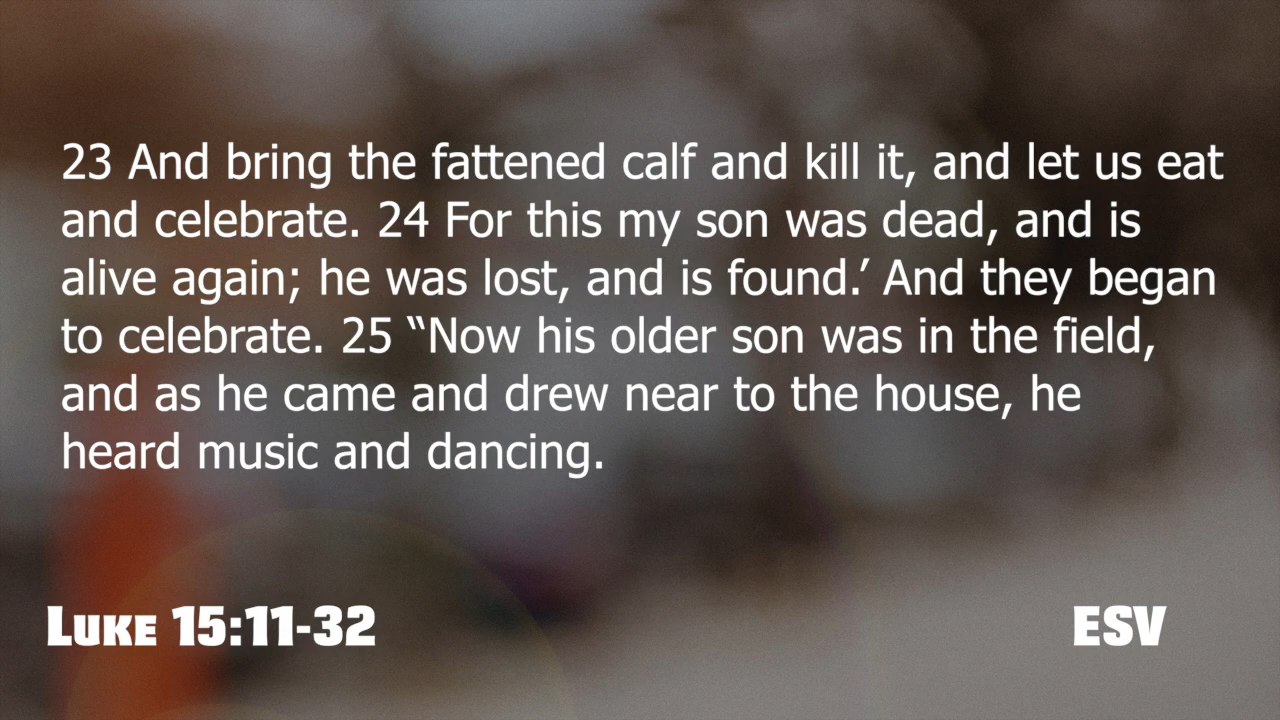 23 And bring the fattened calf and kill it, and let us eat
and celebrate. 24 For this my son was dead, and is
alive again; he was lost, and is found.’ And they began
to celebrate. 25 “Now his older son was in the field,
and as he came and drew near to the house, he
heard music and dancing.
Luke 15:11-32
ESV